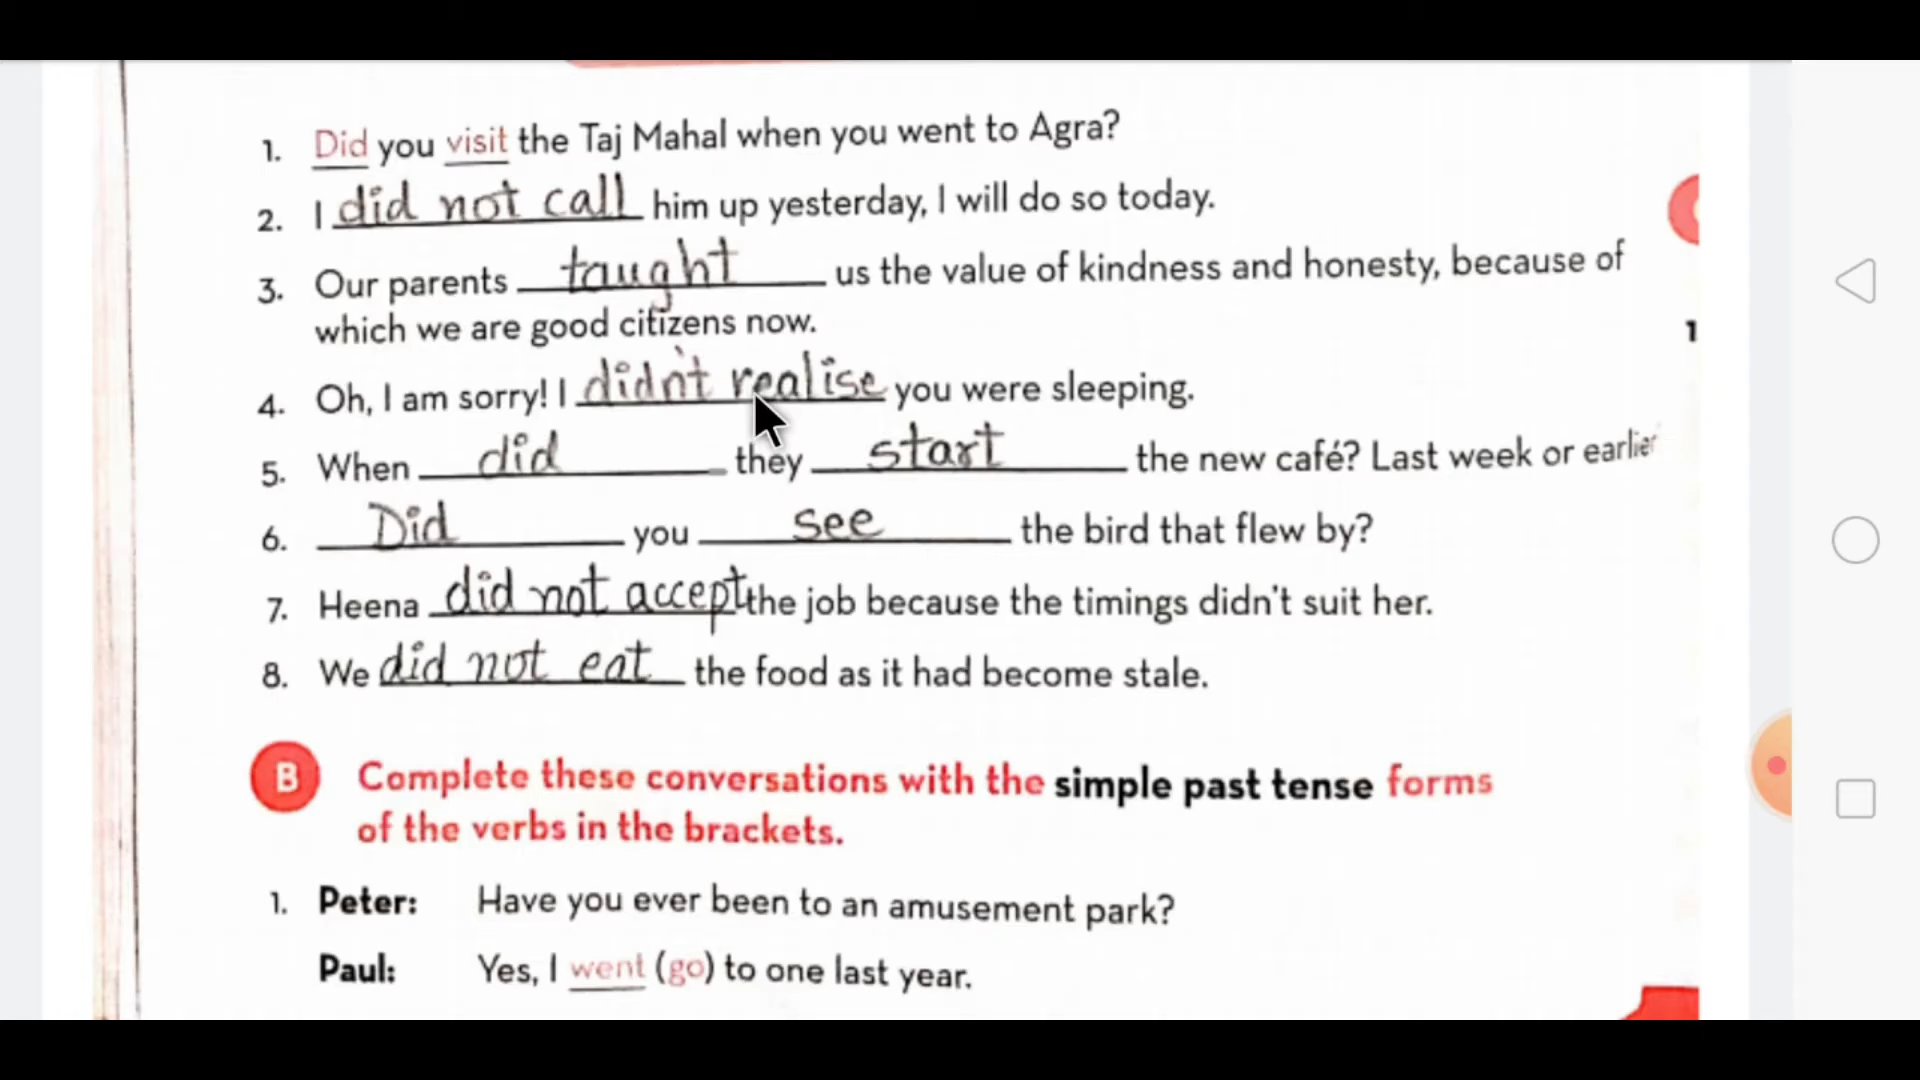 1. Did you visit the Taj Mahal when you went to Agra?
2. I did not call him up yesterday, I will do so today.
3. Our parents taught us the value of kindness and honesty, because of
which we are good citizens now.
1
4. Oh, I am sorry! I didn't realise you were sleeping.
5. When did they start the new café? Last week or earlier
6. Did you see the bird that flew by?
7. Heena did not accept the job because the timings didn't suit her.
8. We did not eat the food as it had become stale.
B Complete these conversations with the simple past tense forms
of the verbs in the brackets.
1. Peter: Have you ever been to an amusement park?
Paul: Yes, I went (go) to one last year.